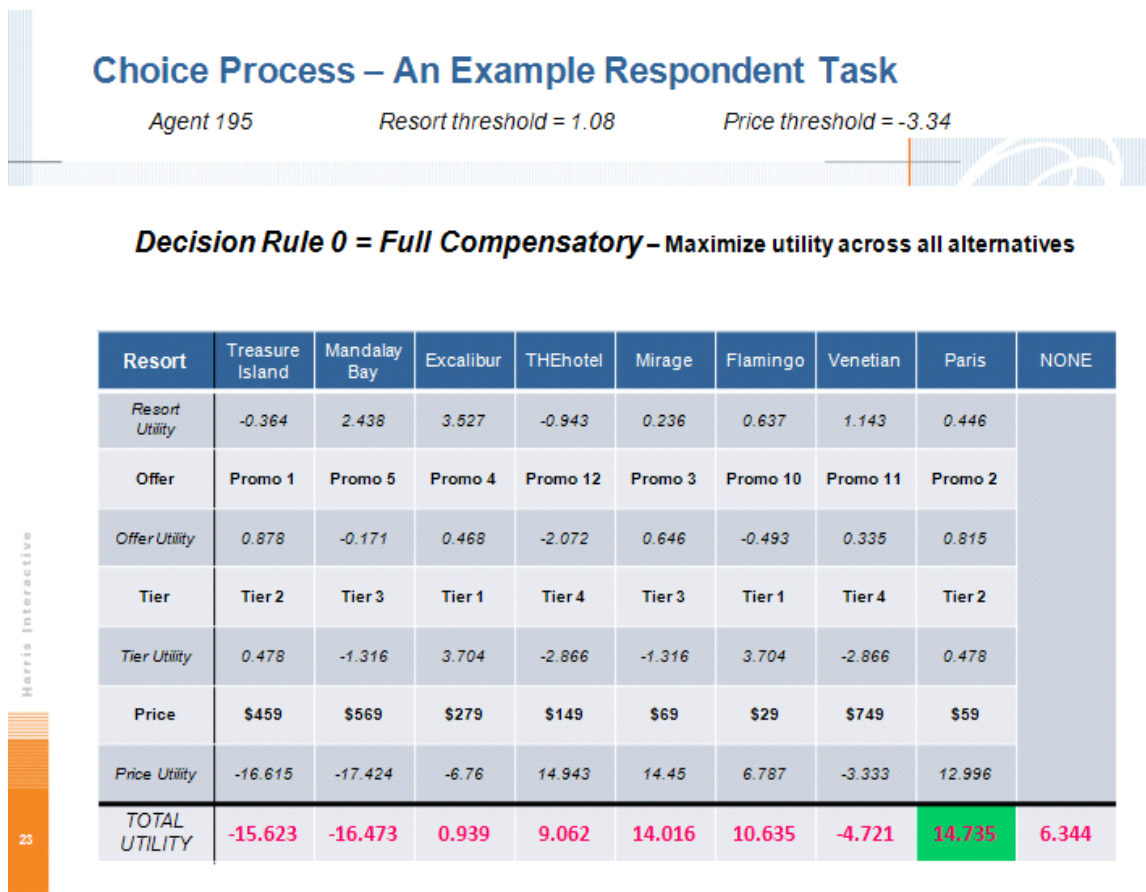 Choice Process – An Example Respondent Task
Agent 195 Resort threshold = 1.08 Price threshold = -3.34
Decision Rule 0 = Full Compensatory – Maximize utility across all alternatives
Resort Treasure Island Mandalay Bay Excalibur THEhotel Mirage Flamingo Venetian Paris NONE
Resort Utility -0.364 2.438 3.527 -0.943 0.236 0.637 1.143 0.446
Offer Promo 1 Promo 5 Promo 4 Promo 12 Promo 3 Promo 10 Promo 11 Promo 2
Offer Utility 0.878 -0.171 0.468 -2.072 0.646 -0.493 0.335 0.815
Tier Tier 2 Tier 3 Tier 1 Tier 4 Tier 3 Tier 1 Tier 4 Tier 2
Tier Utility 0.478 -1.316 3.704 -2.866 -1.316 3.704 -2.866 0.478
Price $459 $569 $279 $149 $69 $29 $749 $59
Price Utility -16.615 -17.424 -6.76 14.943 14.45 6.787 -3.333 12.996
TOTAL UTILITY -15.623 -16.473 0.939 9.062 14.016 10.635 -4.721 14.735 6.344
Harris Interactive
23